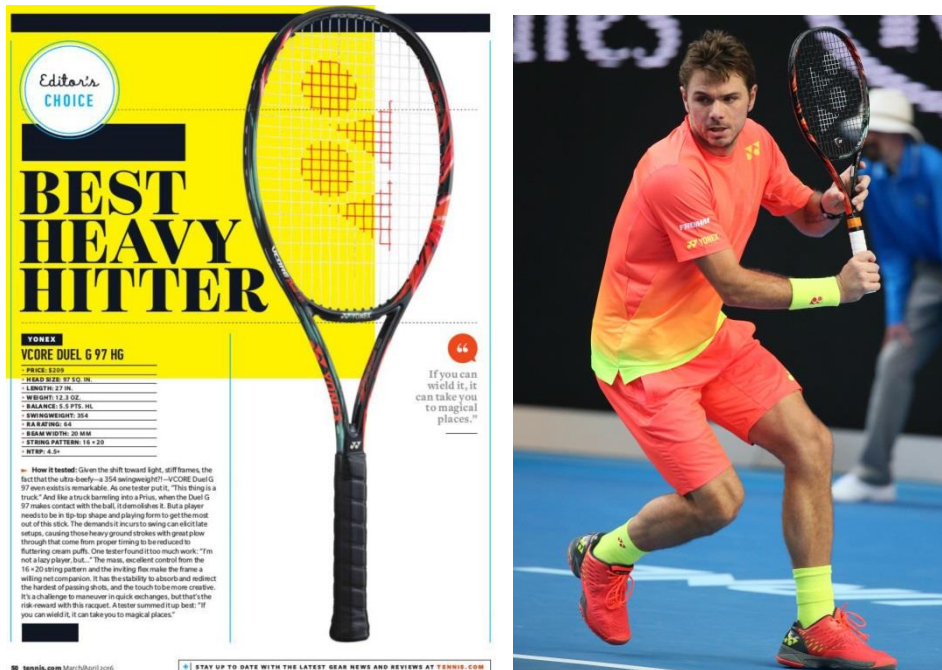 Editor's
CHOICE
BEST
HEAVY
HITTER
YONEX
VCORE DUEL G 97 HG
• PRICE: $209
• HEAD SIZE: 97 SQ. IN.
• LENGTH: 27 IN.
• WEIGHT: 12.3 OZ.
• BALANCE: 5.5 PTS. HL
• SWINGWEIGHT: 354
• RA RATING: 64
• BEAM WIDTH: 20 MM
• STRING PATTERN: 16 × 20
• NTRP: 4.5+
How it tested: Given the shift toward light, stiff frames, the
fact that the ultra-beefy—a 354 swingweight?!—VCORE Duel G
97 even exists is remarkable. As one tester put it, "This thing is a
truck." And like a truck barreling into a Prius, when the Duel G
97 makes contact with the ball, it demolishes it. But a player
needs to be in tip-top shape and playing form to get the most
out of this stick. The demands it incurs to swing can elicit late
setups, causing those heavy ground strokes with great plow
through that come from proper timing to be reduced to
fluttering cream puffs. One tester found it too much work: "I'm
not a lazy player, but..." The mass, excellent control from the
16 × 20 string pattern and the inviting flex make the frame a
willing net companion. It has the stability to absorb and redirect
the hardest of passing shots, and the touch to be more creative.
It's a challenge to maneuver in quick exchanges, but that's the
risk-reward with this racquet. A tester summed it up best: "If
you can wield it, it can take you to magical places."
VCORE
YONEX
YONEX
“
If you can
wield it, it
can take you
to magical
places."
50 tennis.com March/April 2016
+ STAY UP TO DATE WITH THE LATEST GEAR NEWS AND REVIEWS AT TENNIS.COM
YONEX